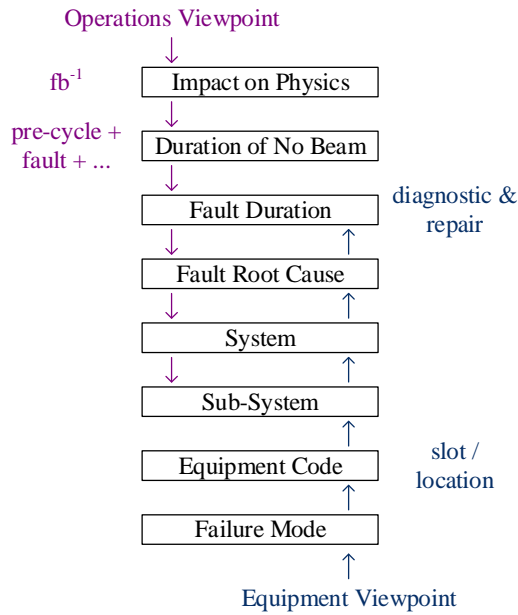 Operations Viewpoint
fb⁻¹
Impact on Physics
pre-cycle +
fault + ...
Duration of No Beam
Fault Duration
diagnostic &
repair
Fault Root Cause
System
Sub-System
Equipment Code
slot /
location
Failure Mode
Equipment Viewpoint